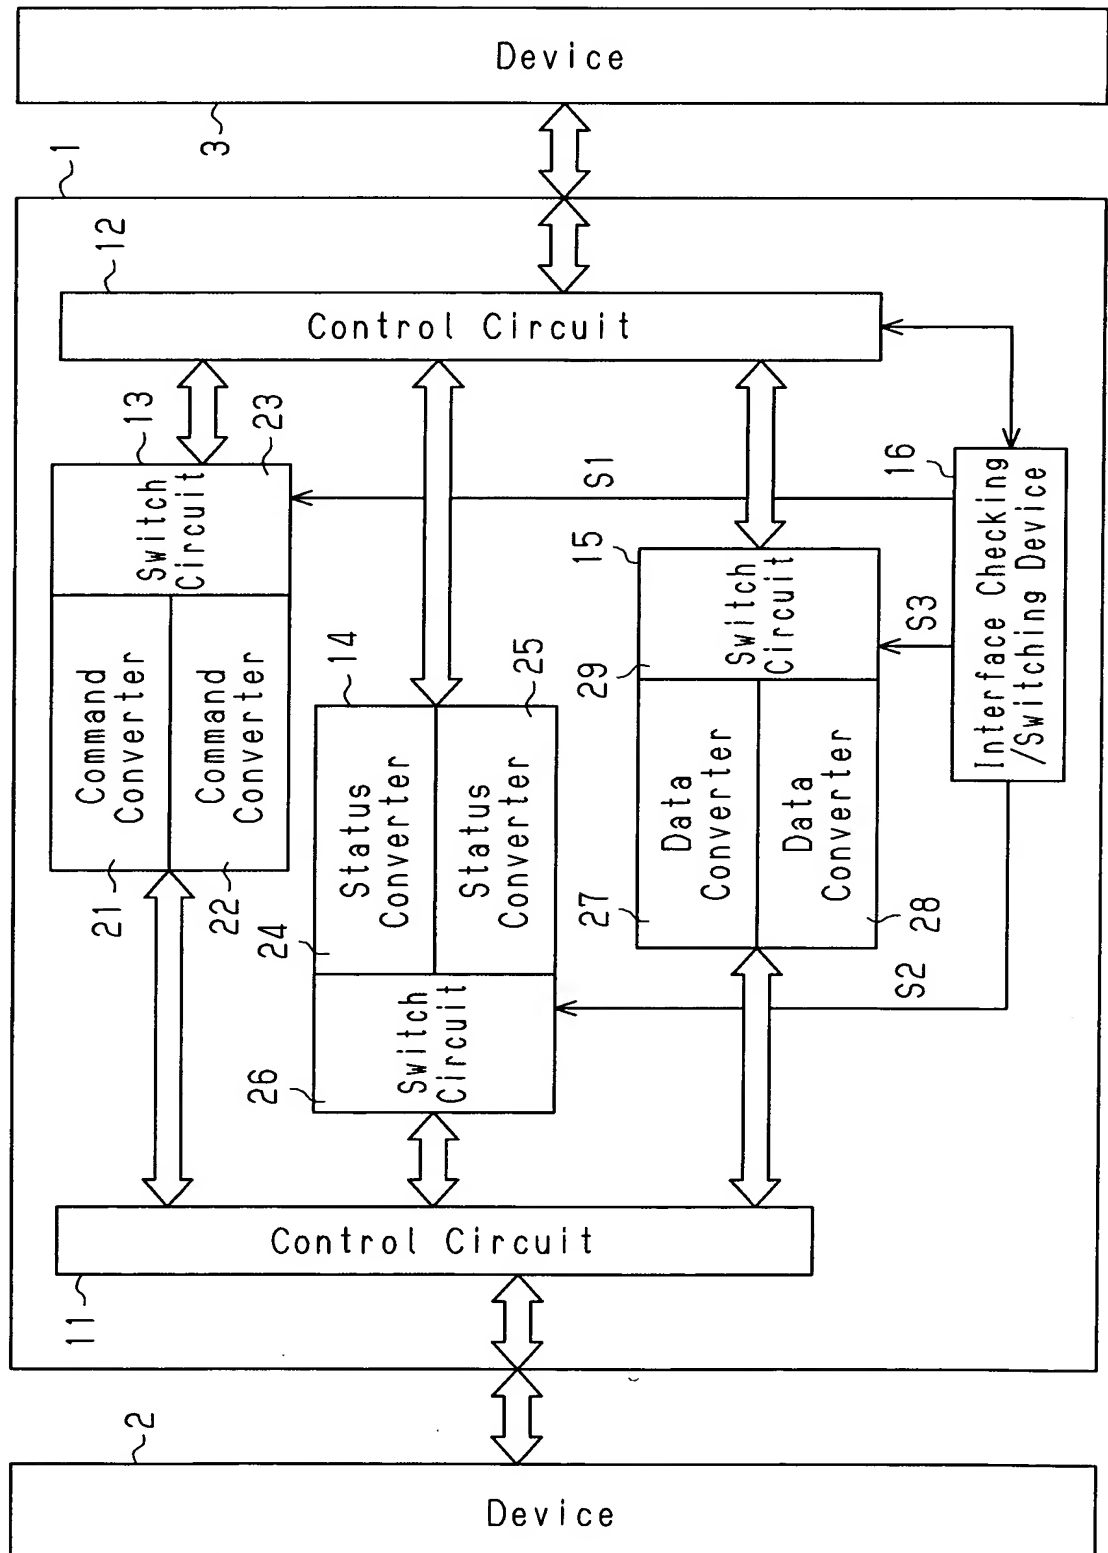 Device
3
1
12
Control Circuit
13
23
Switch
Circuit
S1
16
Interface Checking
/Switching Device
15
29
Switch
Circuit
S3
Command
Converter
Command
Converter
21
22
14
25
Status
Converter
Status
Converter
24
Data
Converter
Data
Converter
27
28
S2
26
Switch
Circuit
Control Circuit
11
2
Device